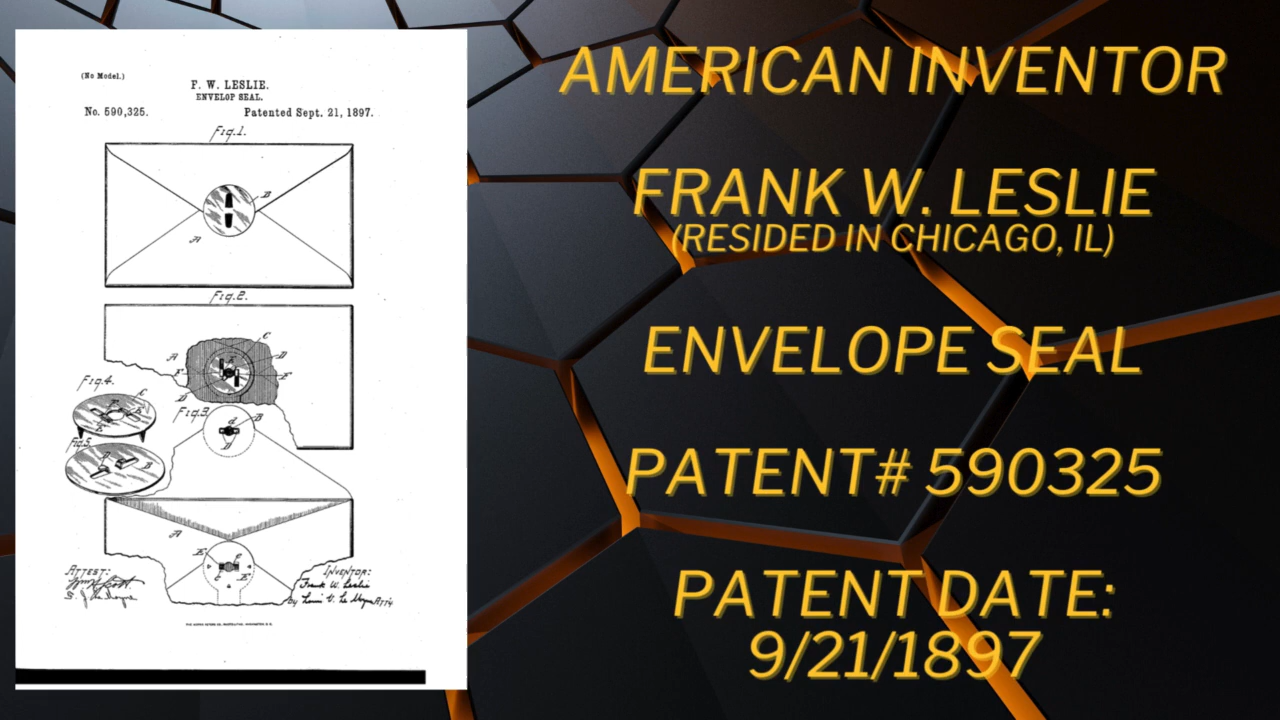 (No Model.)
F. W. LESLIE.
ENVELOP SEAL.
No. 590,325. Patented Sept. 21, 1897.
Fig.1.
B
A
Fig.2.
C
A
D
F
E
D
Fig.4.
C
Fig.3.
B
d
D
Fig.5.
D
B
A
E
e
C
E
ATTEST:
INVENTOR:
Frank W. Leslie
by
Atty
AMERICAN INVENTOR
FRANK W. LESLIE
(RESIDED IN CHICAGO, IL)
ENVELOPE SEAL
PATENT# 590325
PATENT DATE:
9/21/1897